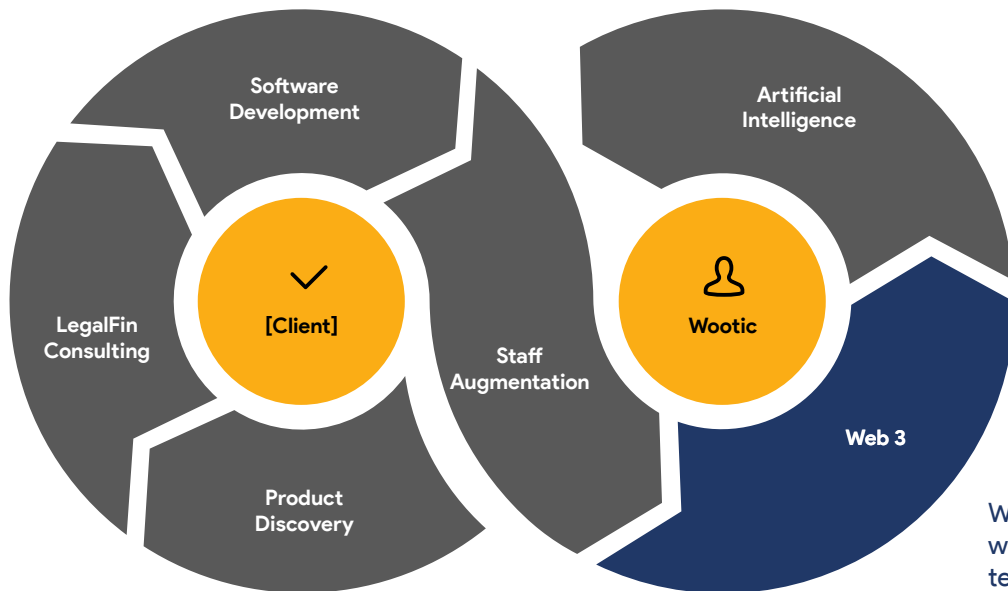 Software
Development
Artificial
Intelligence
LegalFin
Consulting
[Client]
Wootic
Staff
Augmentation
Web 3
Product
Discovery